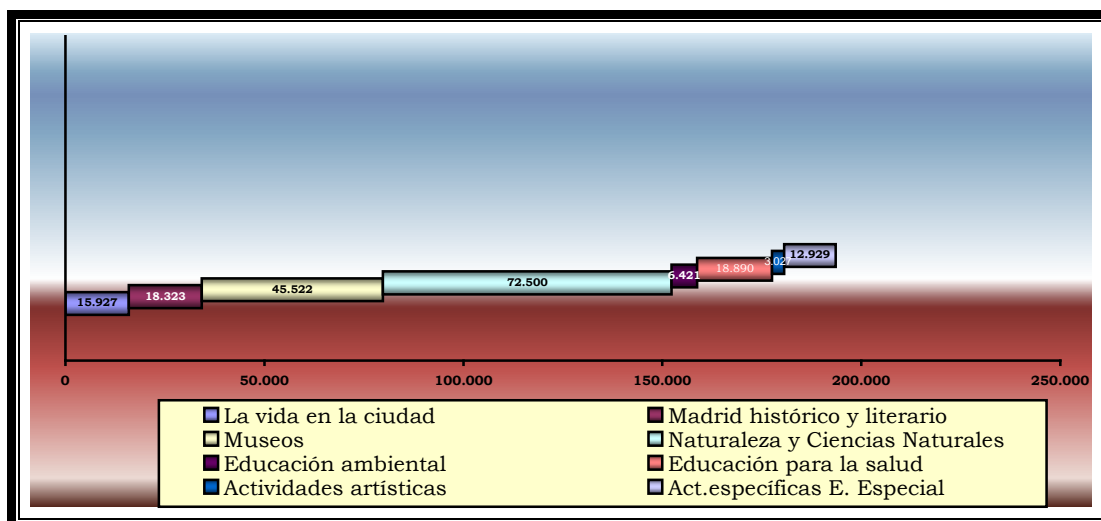 12.929
3.027
18.890
6.421
72.500
45.522
18.323
15.927
0 50.000 100.000 150.000 200.000 250.000
La vida en la ciudad Madrid histórico y literario
Museos Naturaleza y Ciencias Naturales
Educación ambiental Educación para la salud
Actividades artísticas Act.específicas E. Especial